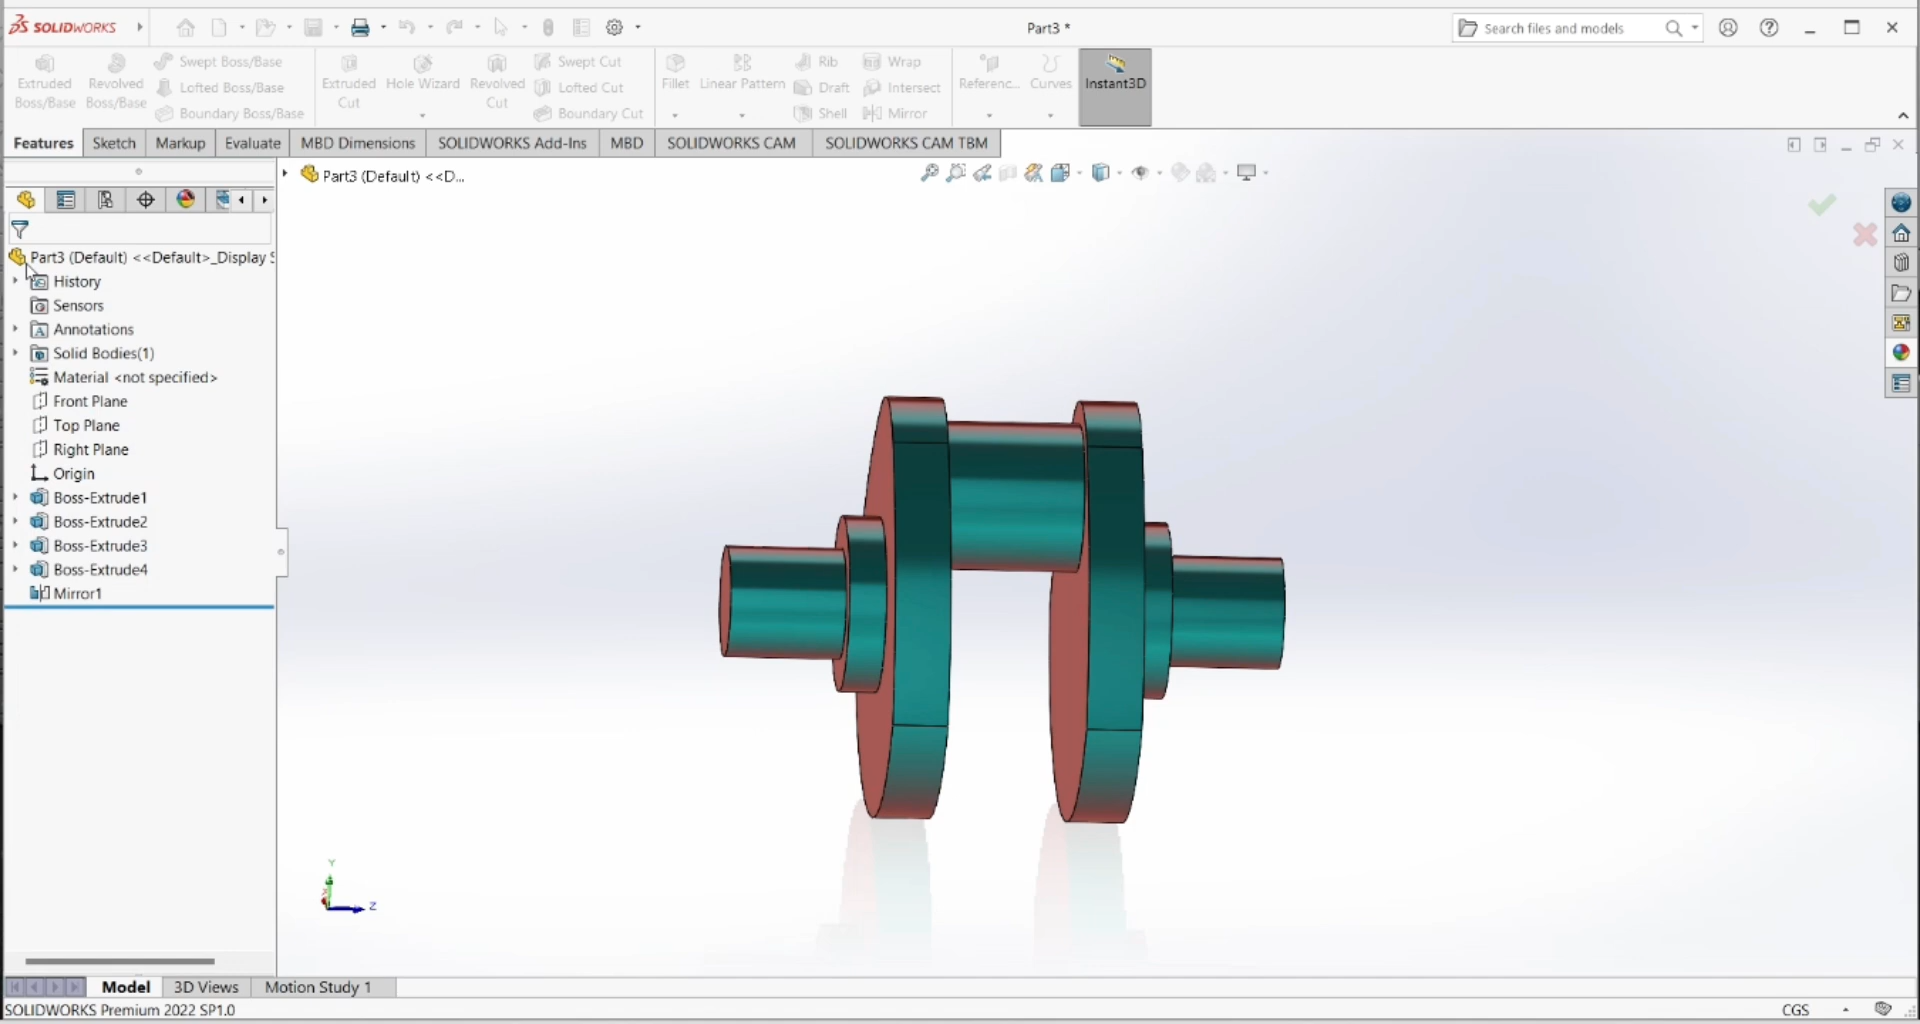 SOLIDWORKS
Part3 *
Search files and models
Extruded Boss/Base
Revolved Boss/Base
Swept Boss/Base
Lofted Boss/Base
Boundary Boss/Base
Extruded Cut
Hole Wizard
Revolved Cut
Swept Cut
Lofted Cut
Boundary Cut
Fillet
Linear Pattern
Rib
Draft
Shell
Wrap
Intersect
Mirror
Referenc...
Curves
Instant3D
Features
Sketch
Markup
Evaluate
MBD Dimensions
SOLIDWORKS Add-Ins
MBD
SOLIDWORKS CAM
SOLIDWORKS CAM TBM
Part3 (Default) <<D...
Part3 (Default) <<Default>_Display S
History
Sensors
Annotations
Solid Bodies(1)
Material <not specified>
Front Plane
Top Plane
Right Plane
Origin
Boss-Extrude1
Boss-Extrude2
Boss-Extrude3
Boss-Extrude4
Mirror1
Y
X
Z
Model
3D Views
Motion Study 1
SOLIDWORKS Premium 2022 SP1.0
CGS